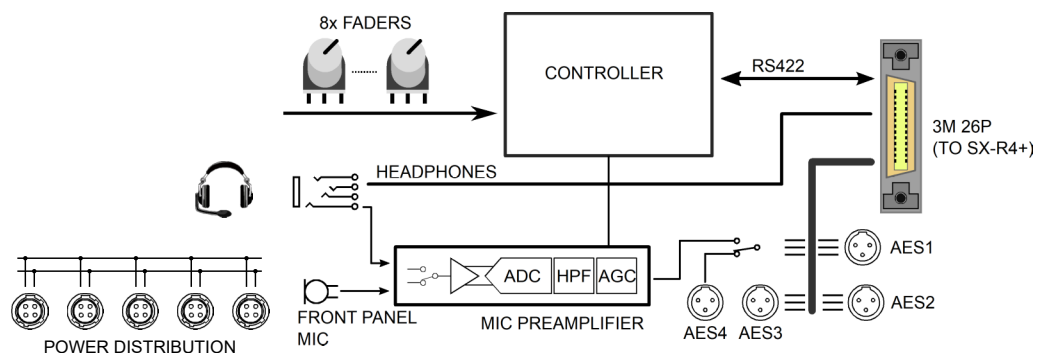 8x FADERS
CONTROLLER
RS422
3M 26P
(TO SX-R4+)
HEADPHONES
ADC
HPF
AGC
AES1
FRONT PANEL
MIC
MIC PREAMPLIFIER
AES4
AES3
AES2
POWER DISTRIBUTION